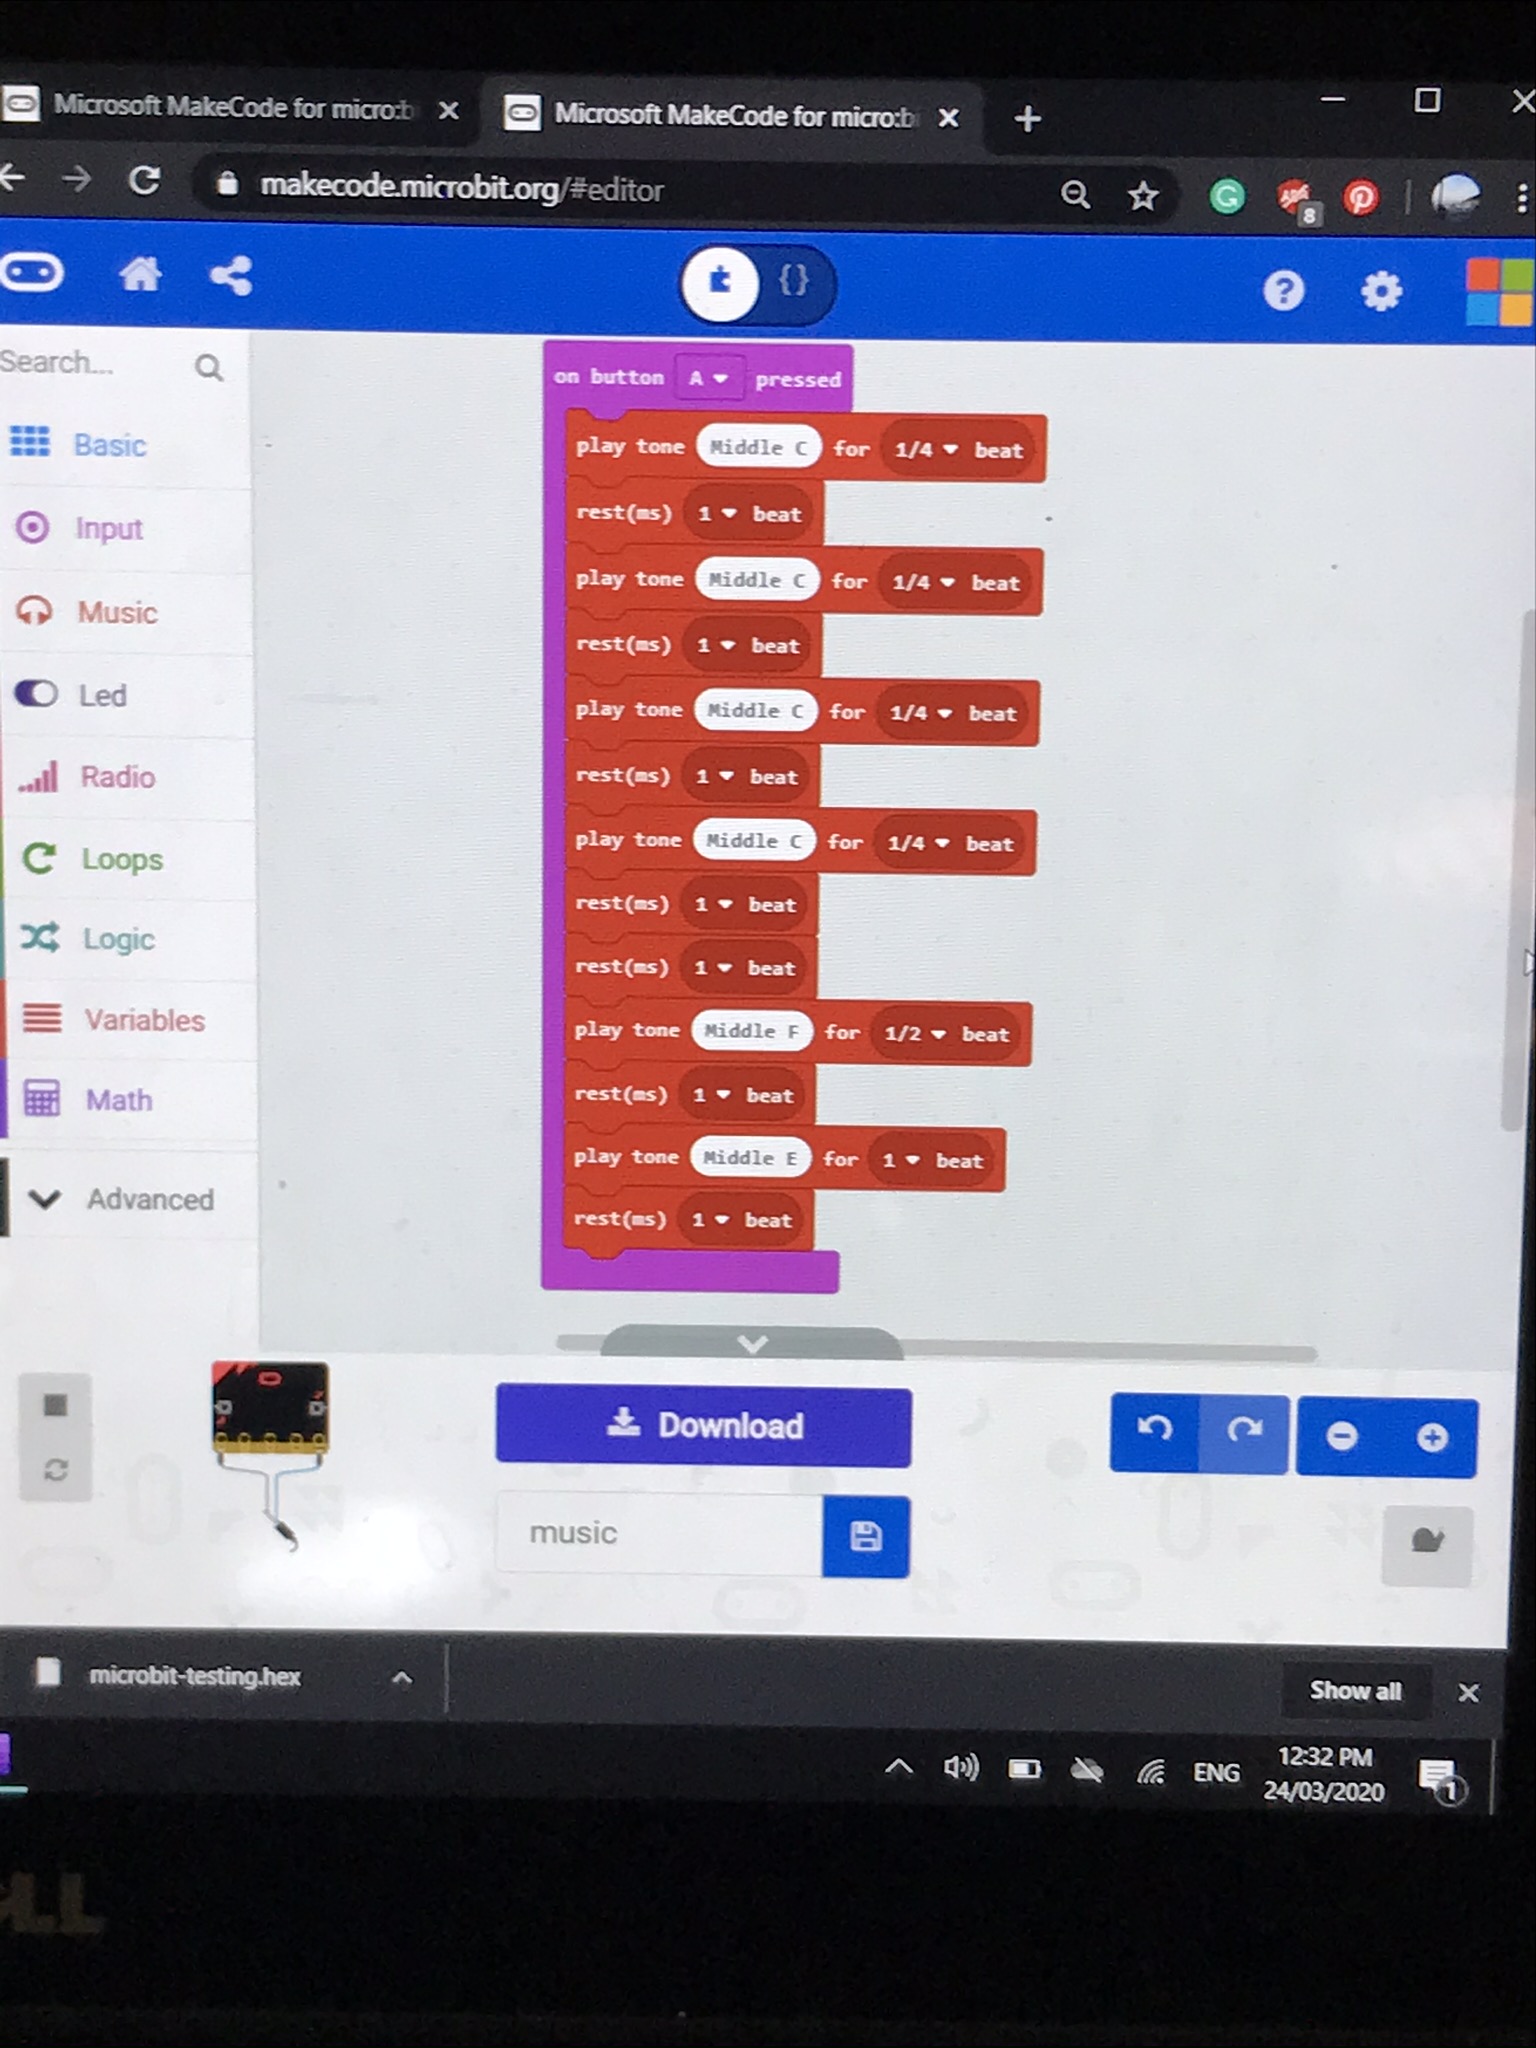 Microsoft MakeCode for micro:b
Microsoft MakeCode for micro:b
makecode.microbit.org/#editor
8
{}
Search...
Basic
Input
Music
Led
Radio
Loops
Logic
Variables
Math
Advanced
on button A pressed
play tone Middle C for 1/4 beat
rest(ms) 1 beat
play tone Middle C for 1/4 beat
rest(ms) 1 beat
play tone Middle C for 1/4 beat
rest(ms) 1 beat
play tone Middle C for 1/4 beat
rest(ms) 1 beat
rest(ms) 1 beat
play tone Middle F for 1/2 beat
rest(ms) 1 beat
play tone Middle E for 1 beat
rest(ms) 1 beat
Download
music
microbit-testing.hex
Show all
ENG
12:32 PM
24/03/2020
1